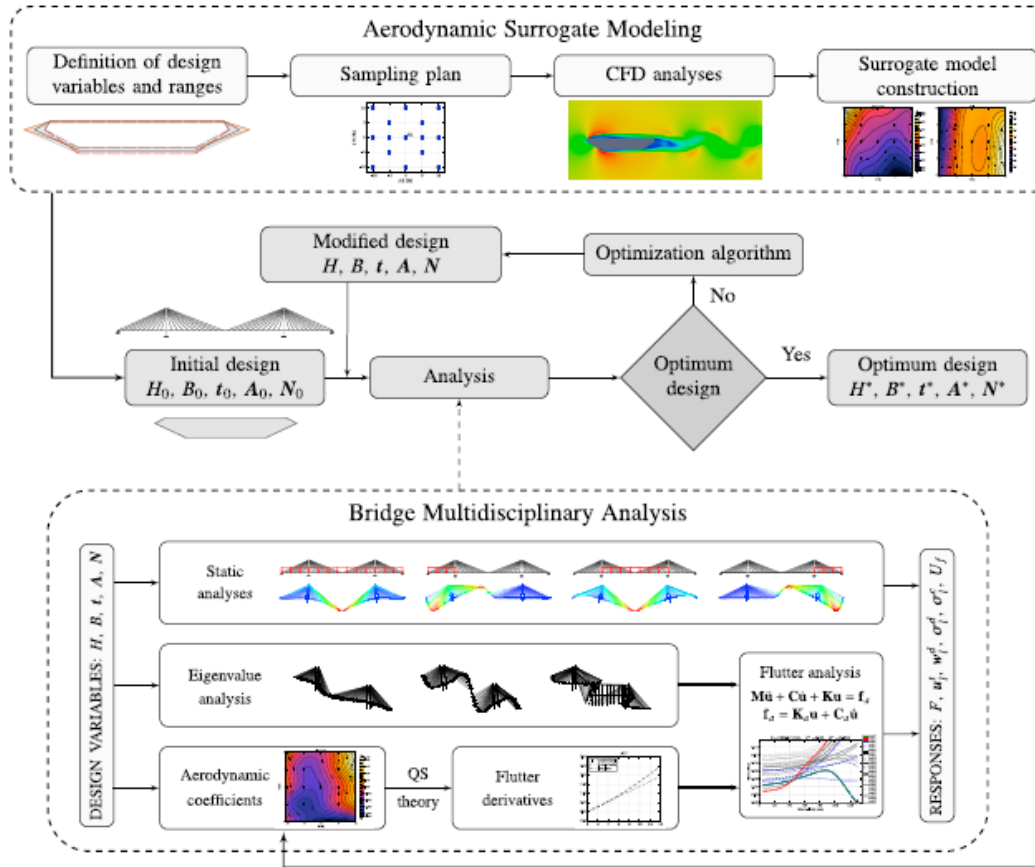 Aerodynamic Surrogate Modeling
Definition of design
variables and ranges
Sampling plan
CFD analyses
Surrogate model
construction
Modified design
H, B, t, A, N
Optimization algorithm
No
Initial design
H₀, B₀, t₀, A₀, N₀
Analysis
Optimum
design
Yes
Optimum design
H*, B*, t*, A*, N*
Bridge Multidisciplinary Analysis
DESIGN VARIABLES: H, B, t, A, N
Static
analyses
Eigenvalue
analysis
Flutter analysis
Mü + Cu̇ + Ku = fₐ
fₐ = Kₐu + Cₐu̇
Aerodynamic
coefficients
QS
theory
Flutter
derivatives
RESPONSES: F,